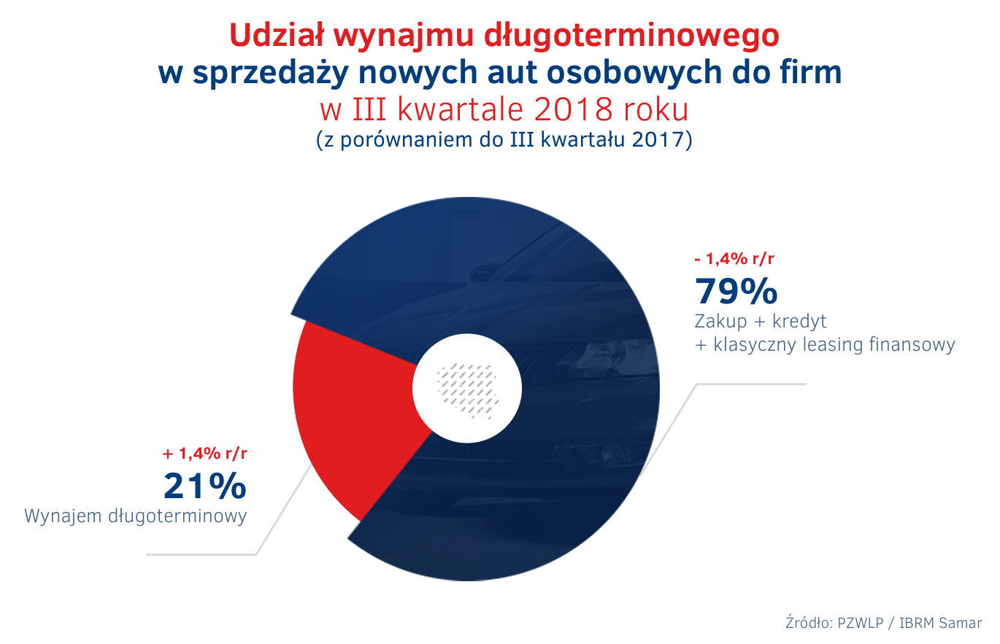 Udział wynajmu długoterminowego
w sprzedaży nowych aut osobowych do firm
w III kwartale 2018 roku
(z porównaniem do III kwartału 2017)
- 1,4% r/r
79%
Zakup + kredyt
+ klasyczny leasing finansowy
+ 1,4% r/r
21%
Wynajem długoterminowy
Źródło: PZWLP / IBRM Samar